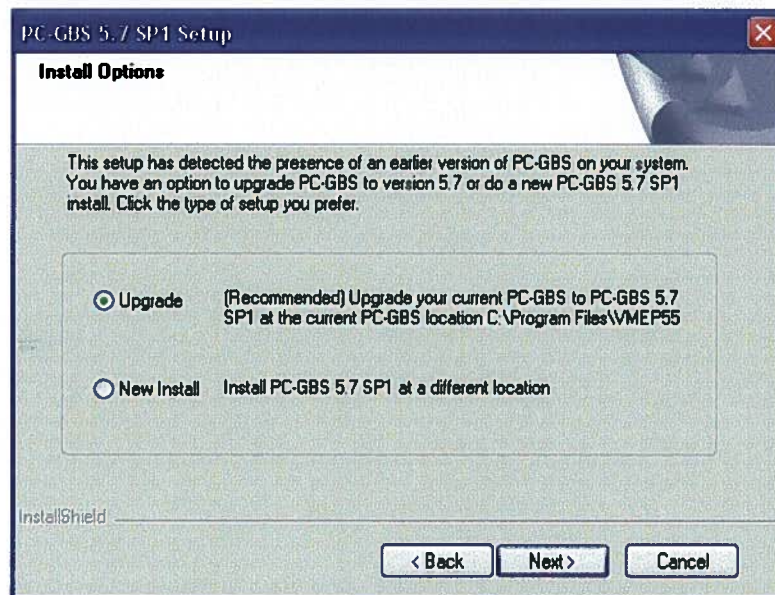 PC-GBS 5.7 SP1 Setup
Install Options
This setup has detected the presence of an earlier version of PC-GBS on your system.
You have an option to upgrade PC-GBS to version 5.7 or do a new PC-GBS 5.7 SP1
install. Click the type of setup you prefer.
Upgrade (Recommended) Upgrade your current PC-GBS to PC-GBS 5.7
SP1 at the current PC-GBS location C:\Program Files\VMEP55
New Install Install PC-GBS 5.7 SP1 at a different location
InstallShield
< Back Next > Cancel